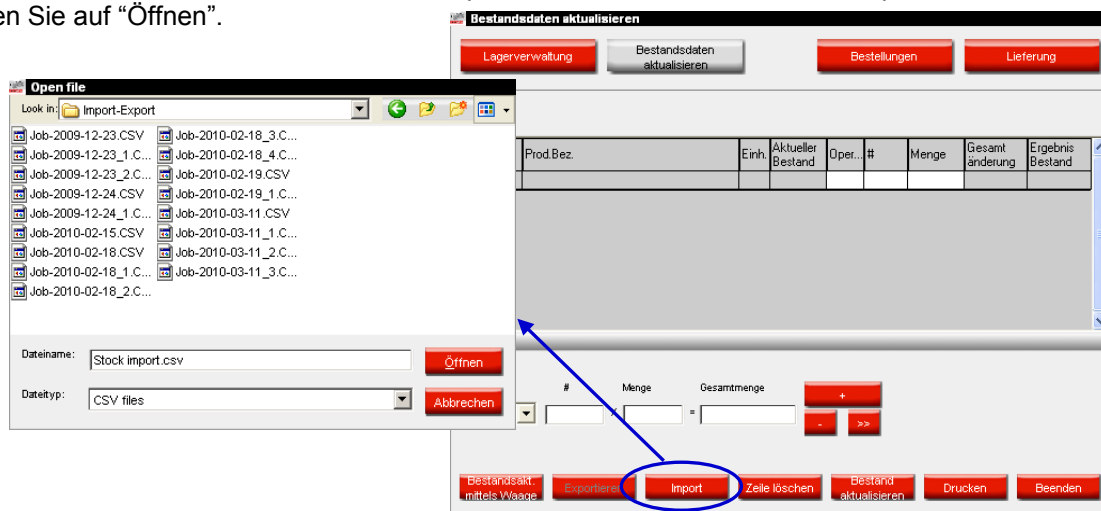 en Sie auf “Öffnen”.
Bestandsdaten aktualisieren
Lagerverwaltung
Bestandsdaten
aktualisieren
Bestellungen
Lieferung
Open file
Look in: Import-Export
Job-2009-12-23.CSV Job-2010-02-18_3.C...
Job-2009-12-23_1.C... Job-2010-02-18_4.C...
Job-2009-12-23_2.C... Job-2010-02-19.CSV
Job-2009-12-24.CSV Job-2010-02-19_1.C...
Job-2009-12-24_1.C... Job-2010-03-11.CSV
Job-2010-02-15.CSV Job-2010-03-11_1.C...
Job-2010-02-18.CSV Job-2010-03-11_2.C...
Job-2010-02-18_1.C... Job-2010-03-11_3.C...
Job-2010-02-18_2.C...
Dateiname: Stock import.csv Öffnen
Dateityp: CSV files Abbrechen
Prod.Bez. Einh. Aktueller Bestand Oper... # Menge Gesamt änderung Ergebnis Bestand
# Menge Gesamtmenge
x = +
- >>
Bestandsakt.
mittels Waage
Exportieren
Import
Zeile löschen
Bestand
aktualisieren
Drucken
Beenden